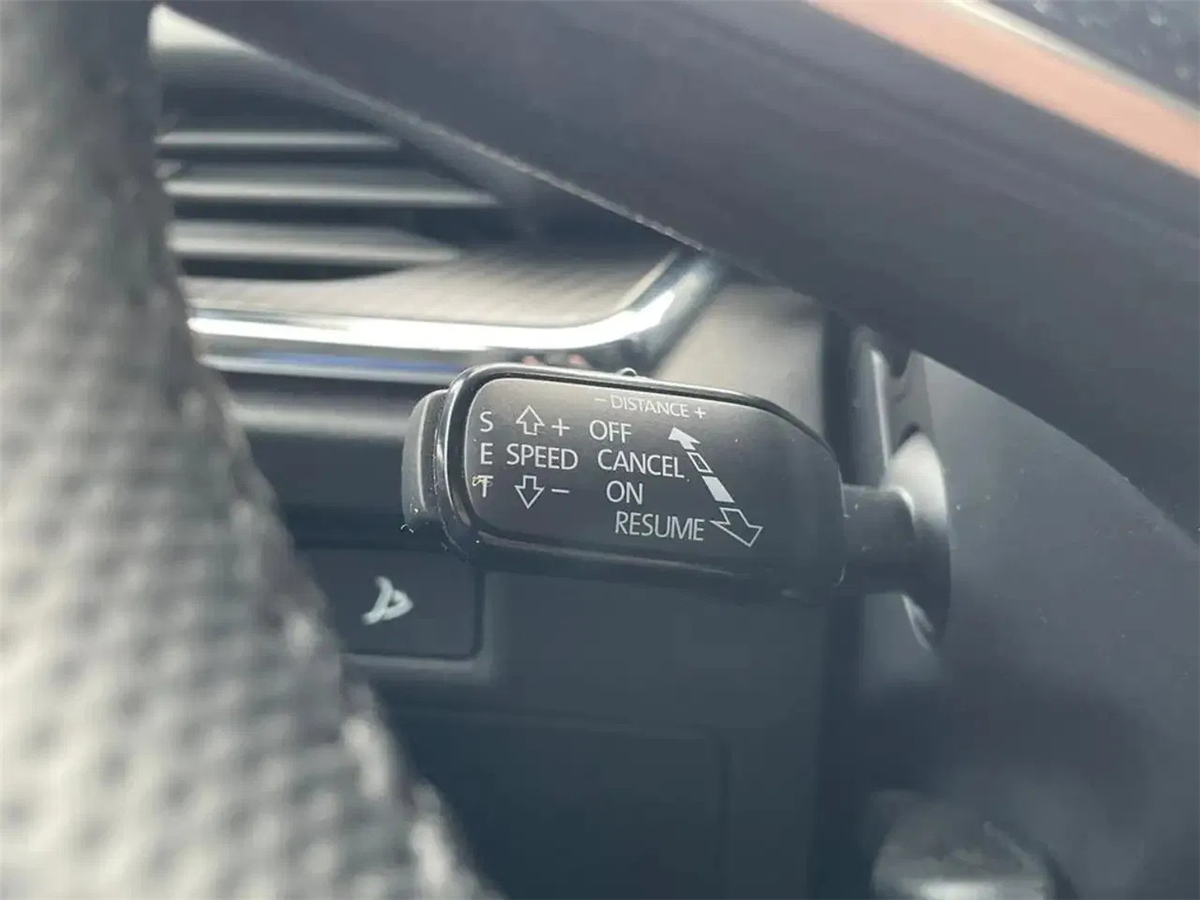 – DISTANCE +
S + OFF
E SPEED CANCEL
T – ON
RESUME